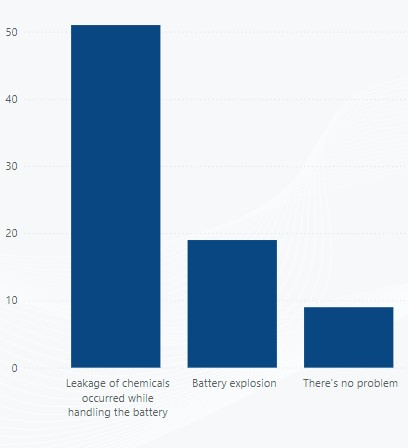 50
40
30
20
10
0
Leakage of chemicals
occurred while
handling the battery
Battery explosion
There's no problem